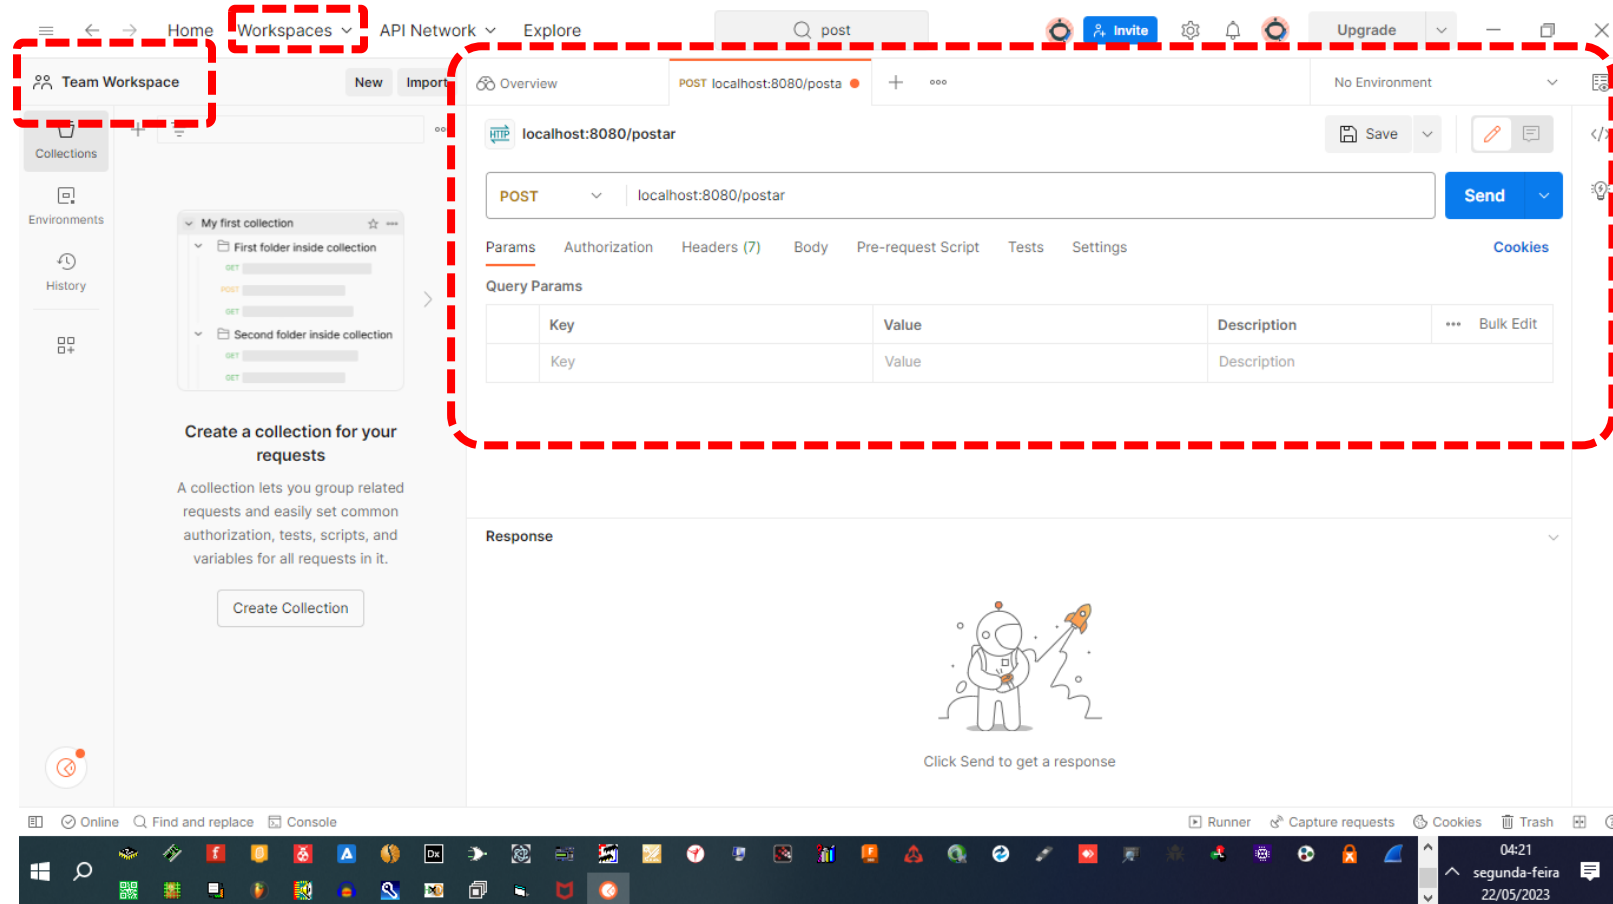 Home Workspaces API Network Explore post Invite Upgrade
Team Workspace New Import Overview POST localhost:8080/posta No Environment
localhost:8080/postar Save
Collections
POST localhost:8080/postar Send
Environments
My first collection
First folder inside collection
GET
POST
GET
Second folder inside collection
GET
GET
Params Authorization Headers (7) Body Pre-request Script Tests Settings Cookies
History
Query Params
Key Value Description Bulk Edit
Key Value Description
Create a collection for your
requests
A collection lets you group related
requests and easily set common
authorization, tests, scripts, and
variables for all requests in it.
Create Collection
Response
Click Send to get a response
Online Find and replace Console Runner Capture requests Cookies Trash
04:21
segunda-feira
22/05/2023